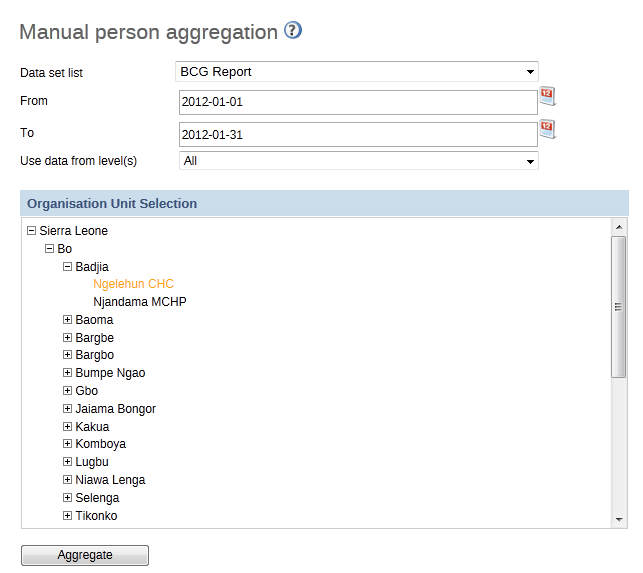 Manual person aggregation ?
Data set list BCG Report
From 2012-01-01
12
To 2012-01-31
12
Use data from level(s) All
Organisation Unit Selection
Sierra Leone
Bo
Badjia
Ngelehun CHC
Njandama MCHP
Baoma
Bargbe
Bargbo
Bumpe Ngao
Gbo
Jaiama Bongor
Kakua
Komboya
Lugbu
Niawa Lenga
Selenga
Tikonko
Aggregate